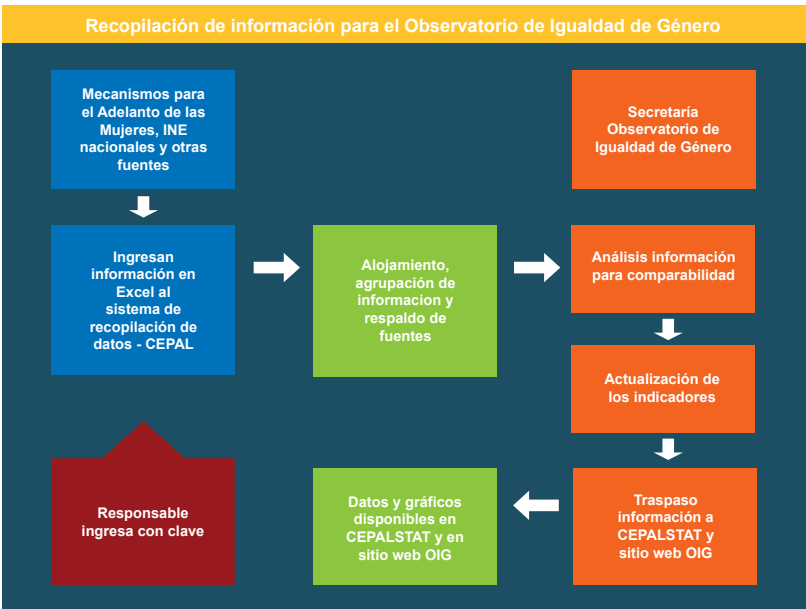 Recopilación de información para el Observatorio de Igualdad de Género
Mecanismos para
el Adelanto de las
Mujeres, INE
nacionales y otras
fuentes
Secretaría
Observatorio de
Igualdad de Género
Ingresan
información en
Excel al
sistema de
recopilación de
datos - CEPAL
Alojamiento,
agrupación de
informacion y
respaldo de
fuentes
Análisis información
para comparabilidad
Actualización de
los indicadores
Responsable
ingresa con clave
Datos y gráficos
disponibles en
CEPALSTAT y en
sitio web OIG
Traspaso
información a
CEPALSTAT y
sitio web OIG